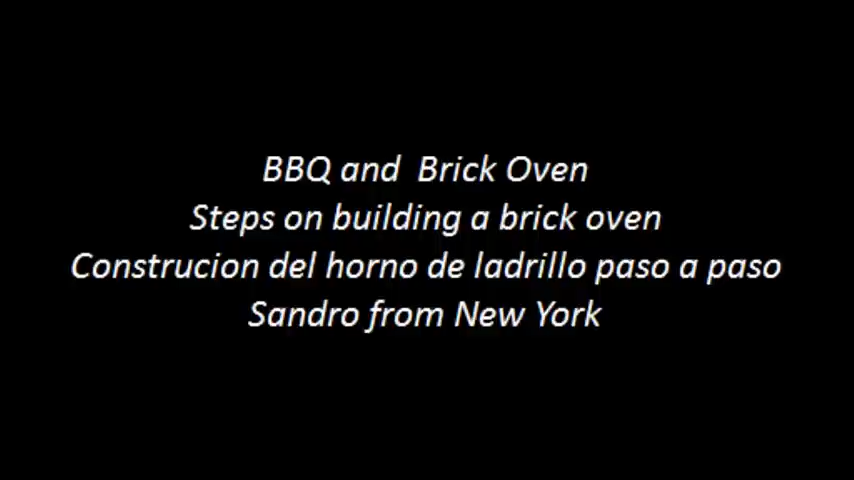 BBQ and  Brick Oven
Steps on building a brick oven
Construcion del horno de ladrillo paso a paso
Sandro from New York